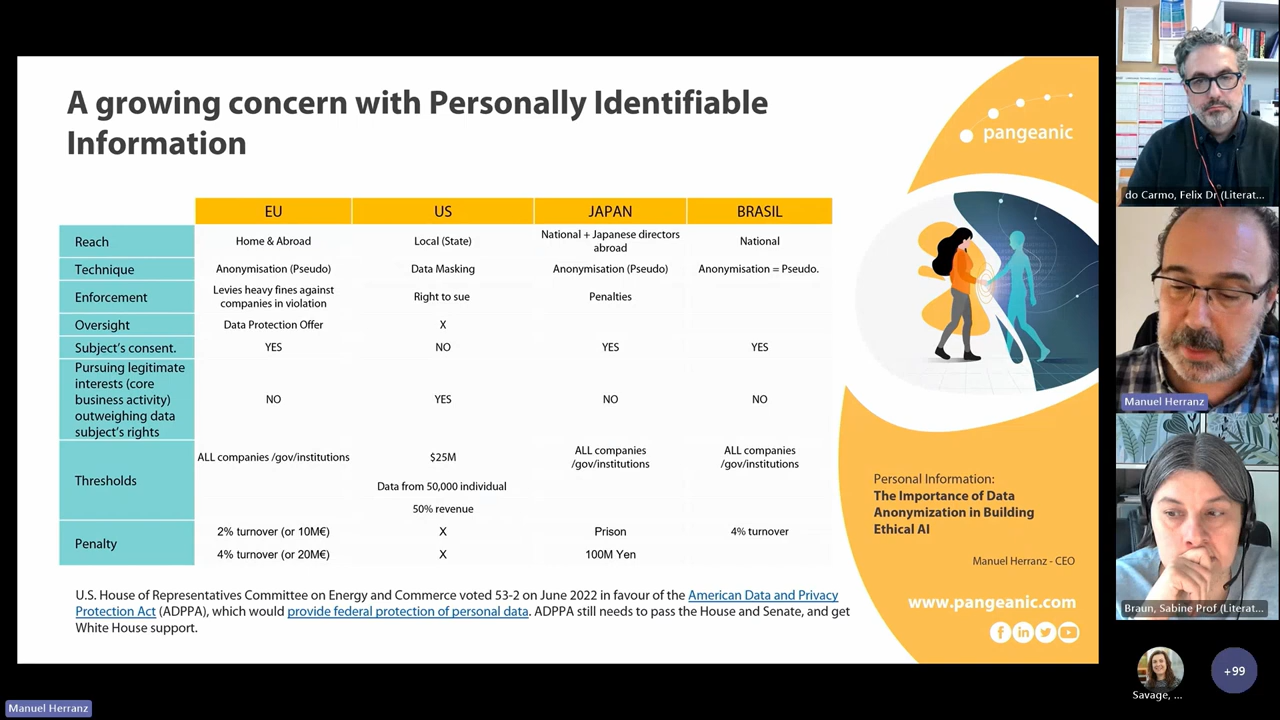 A growing concern with Personally Identifiable
Information
EU
US
JAPAN
BRASIL
Reach
Home & Abroad
Local (State)
National + Japanese directors
abroad
National
Technique
Anonymisation (Pseudo)
Data Masking
Anonymisation (Pseudo)
Anonymisation = Pseudo.
Enforcement
Levies heavy fines against
companies in violation
Right to sue
Penalties
Oversight
Data Protection Offer
X
Subject's consent.
YES
NO
YES
YES
Pursuing legitimate
interests (core
business activity)
outweighing data
subject's rights
NO
YES
NO
NO
Thresholds
ALL companies /gov/institutions
$25M
Data from 50,000 individual
50% revenue
ALL companies
/gov/institutions
ALL companies
/gov/institutions
Penalty
2% turnover (or 10M€)
X
Prison
4% turnover
4% turnover (or 20M€)
X
100M Yen
U.S. House of Representatives Committee on Energy and Commerce voted 53-2 on June 2022 in favour of the American Data and Privacy
Protection Act (ADPPA), which would provide federal protection of personal data. ADPPA still needs to pass the House and Senate, and get
White House support.
pangeanic
Personal Information:
The Importance of Data
Anonymization in Building
Ethical AI
Manuel Herranz - CEO
www.pangeanic.com
do Carmo, Felix Dr (Literat...
Manuel Herranz
Braun, Sabine Prof (Literat...
Savage, ...
+99
Manuel Herranz